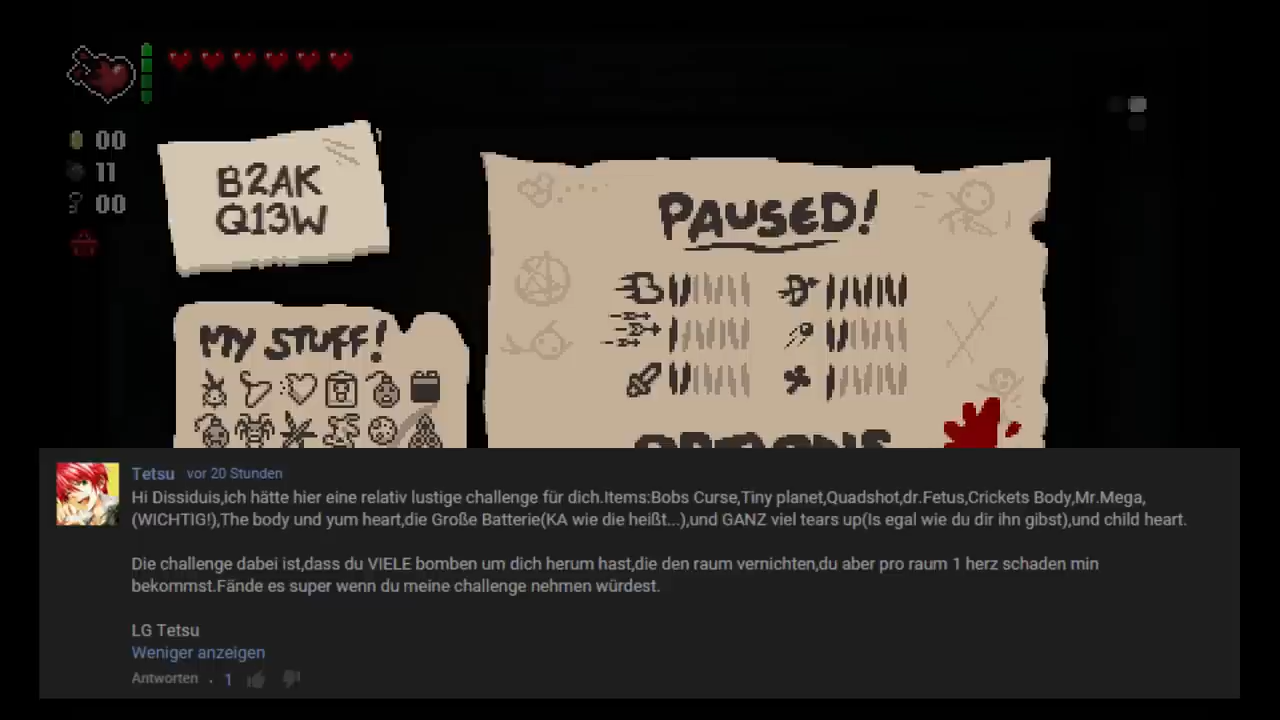 00
11
00
B2AK
Q13W
PAUSED!
MY STUFF!
OPTIONS
Tetsu vor 20 Stunden
Hi Dissiduis,ich hätte hier eine relativ lustige challenge für dich.Items:Bobs Curse,Tiny planet,Quadshot,dr.Fetus,Crickets Body,Mr.Mega,
(WICHTIG!),The body und yum heart,die Große Batterie(KA wie die heißt...),und GANZ viel tears up(Is egal wie du dir ihn gibst),und child heart.
Die challenge dabei ist,dass du VIELE bomben um dich herum hast,die den raum vernichten,du aber pro raum 1 herz schaden min
bekommst.Fände es super wenn du meine challenge nehmen würdest.
LG Tetsu
Weniger anzeigen
Antworten . 1